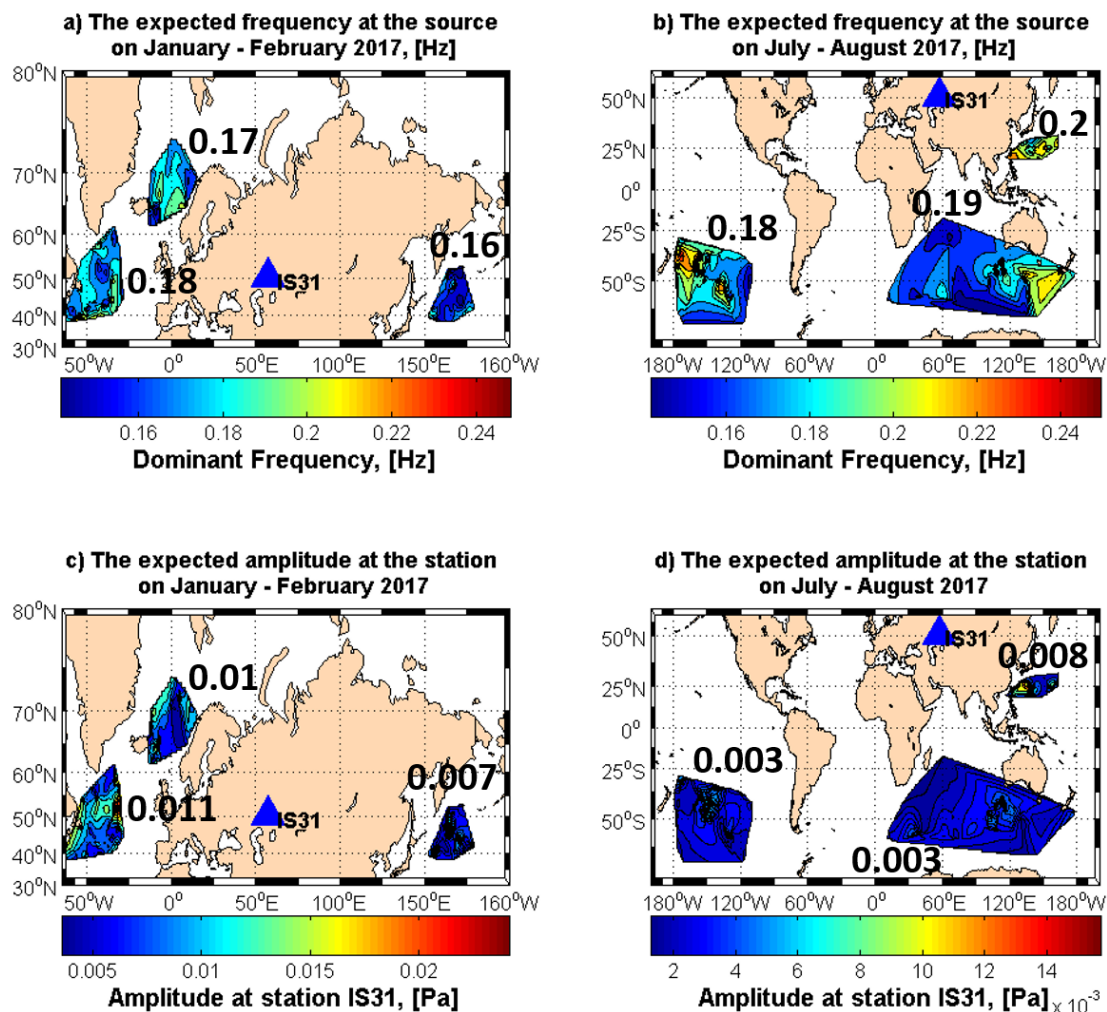 a) The expected frequency at the source
on January - February 2017, [Hz]
80°N
70°N
60°N
50°N
40°N
30°N
0.17
0.18
0.16
IS31
50°W 0° 50°E 100°E 150°E 160°W
0.16 0.18 0.2 0.22 0.24
Dominant Frequency, [Hz]
b) The expected frequency at the source
on July - August 2017, [Hz]
50°N
25°N
0°
25°S
50°S
IS31
0.2
0.19
0.18
180°W 120°W 60°W 0° 60°E 120°E 180°W
0.16 0.18 0.2 0.22 0.24
Dominant Frequency, [Hz]
c) The expected amplitude at the station
on January - February 2017
80°N
70°N
60°N
50°N
40°N
30°N
0.01
0.011
0.007
IS31
50°W 0° 50°E 100°E 150°E 160°W
0.005 0.01 0.015 0.02
Amplitude at station IS31, [Pa]
d) The expected amplitude at the station
on July - August 2017
50°N
25°N
0°
25°S
50°S
IS31
0.008
0.003
0.003
180°W 120°W 60°W 0° 60°E 120°E 180°W
2 4 6 8 10 12 14
Amplitude at station IS31, [Pa] x 10⁻³